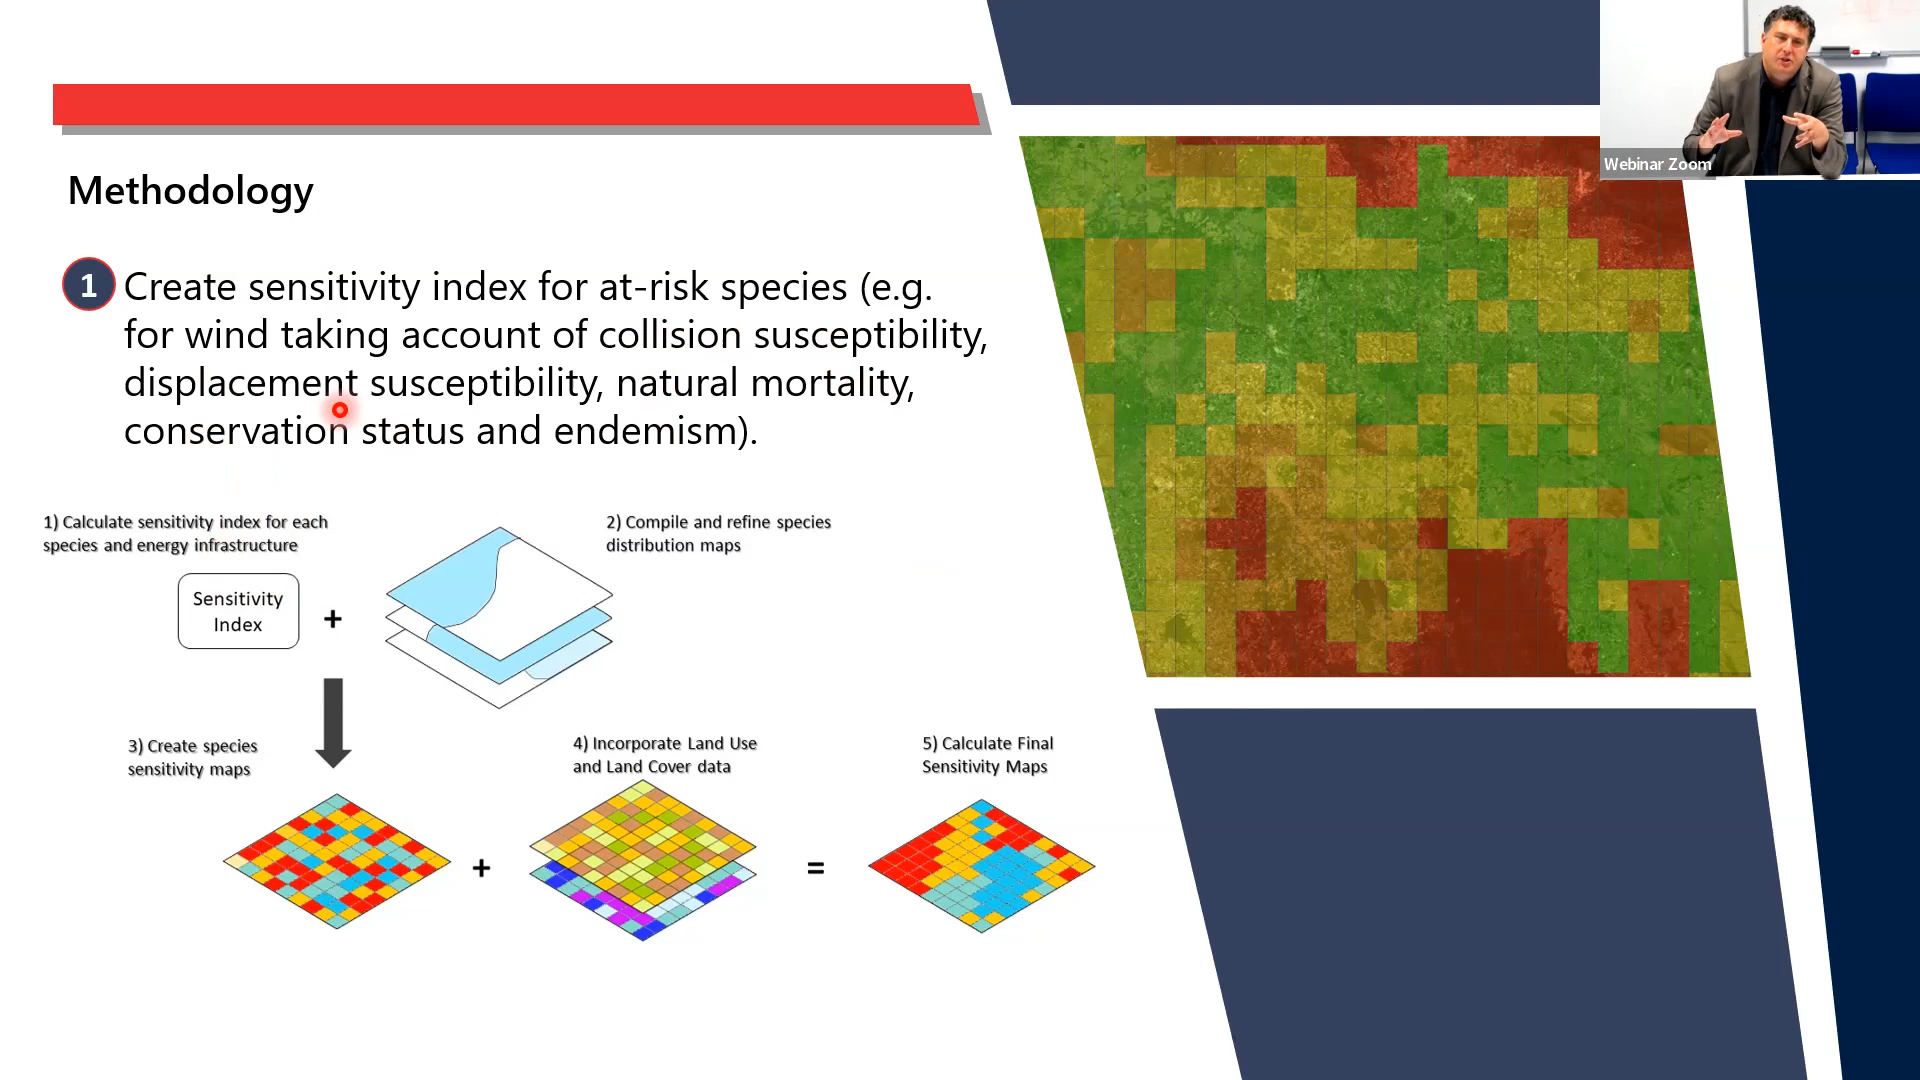 Webinar Zoom
Methodology
1 Create sensitivity index for at-risk species (e.g.
for wind taking account of collision susceptibility,
displacement susceptibility, natural mortality,
conservation status and endemism).
1) Calculate sensitivity index for each
species and energy infrastructure
2) Compile and refine species
distribution maps
Sensitivity
Index
+
3) Create species
sensitivity maps
4) Incorporate Land Use
and Land Cover data
5) Calculate Final
Sensitivity Maps
+
=